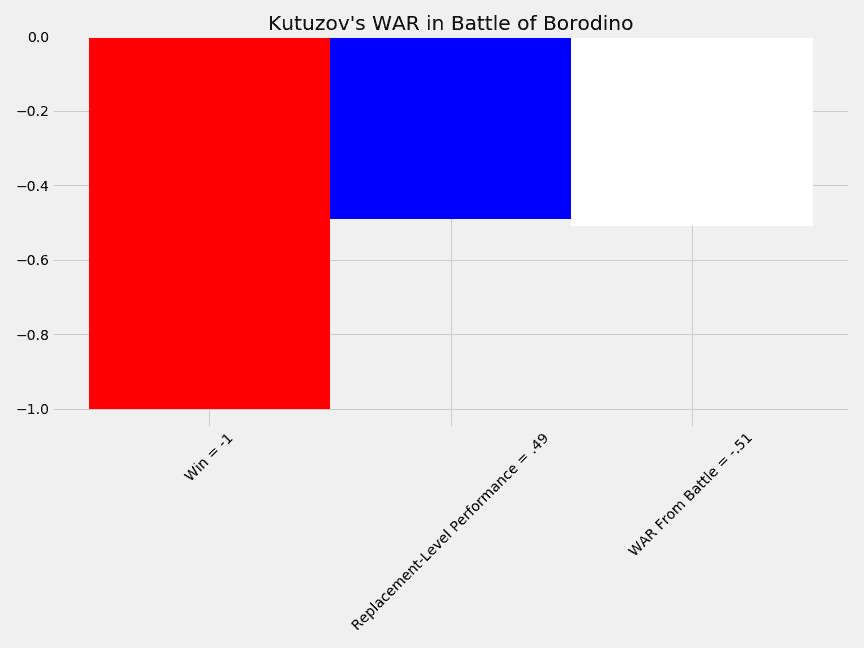 Kutuzov's WAR in Battle of Borodino
0.0
−0.2
−0.4
−0.6
−0.8
−1.0
Win = -1
Replacement-Level Performance = .49
WAR From Battle = -.51